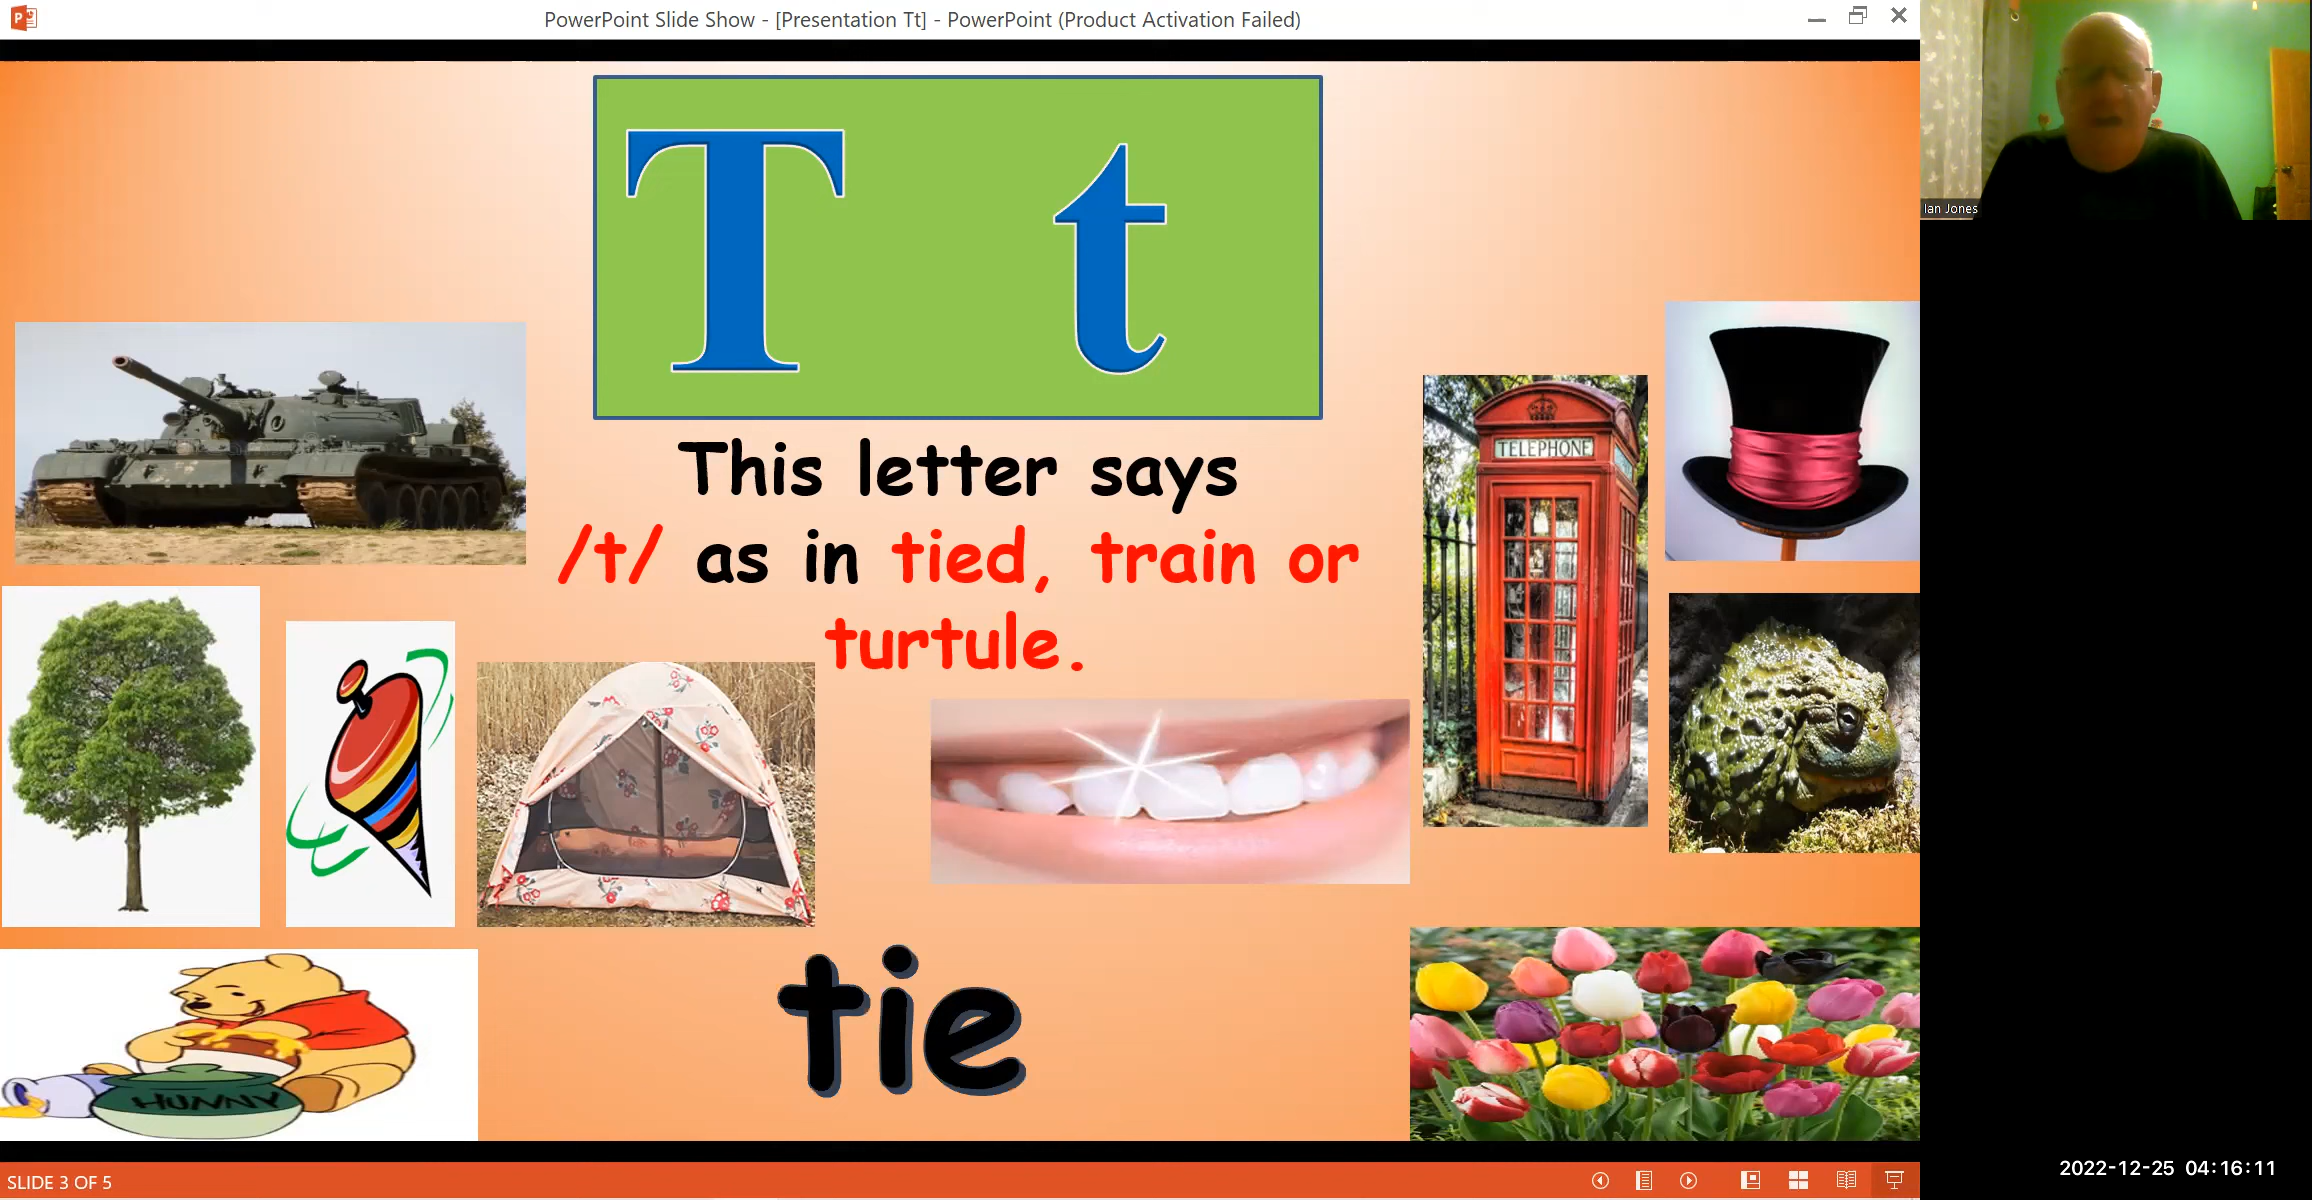 PowerPoint Slide Show - [Presentation Tt] - PowerPoint (Product Activation Failed)
Ian Jones
T t
This letter says
/t/ as in tied, train or
turtule.
TELEPHONE
HUNNY
tie
2022-12-25 04:16:11
SLIDE 3 OF 5